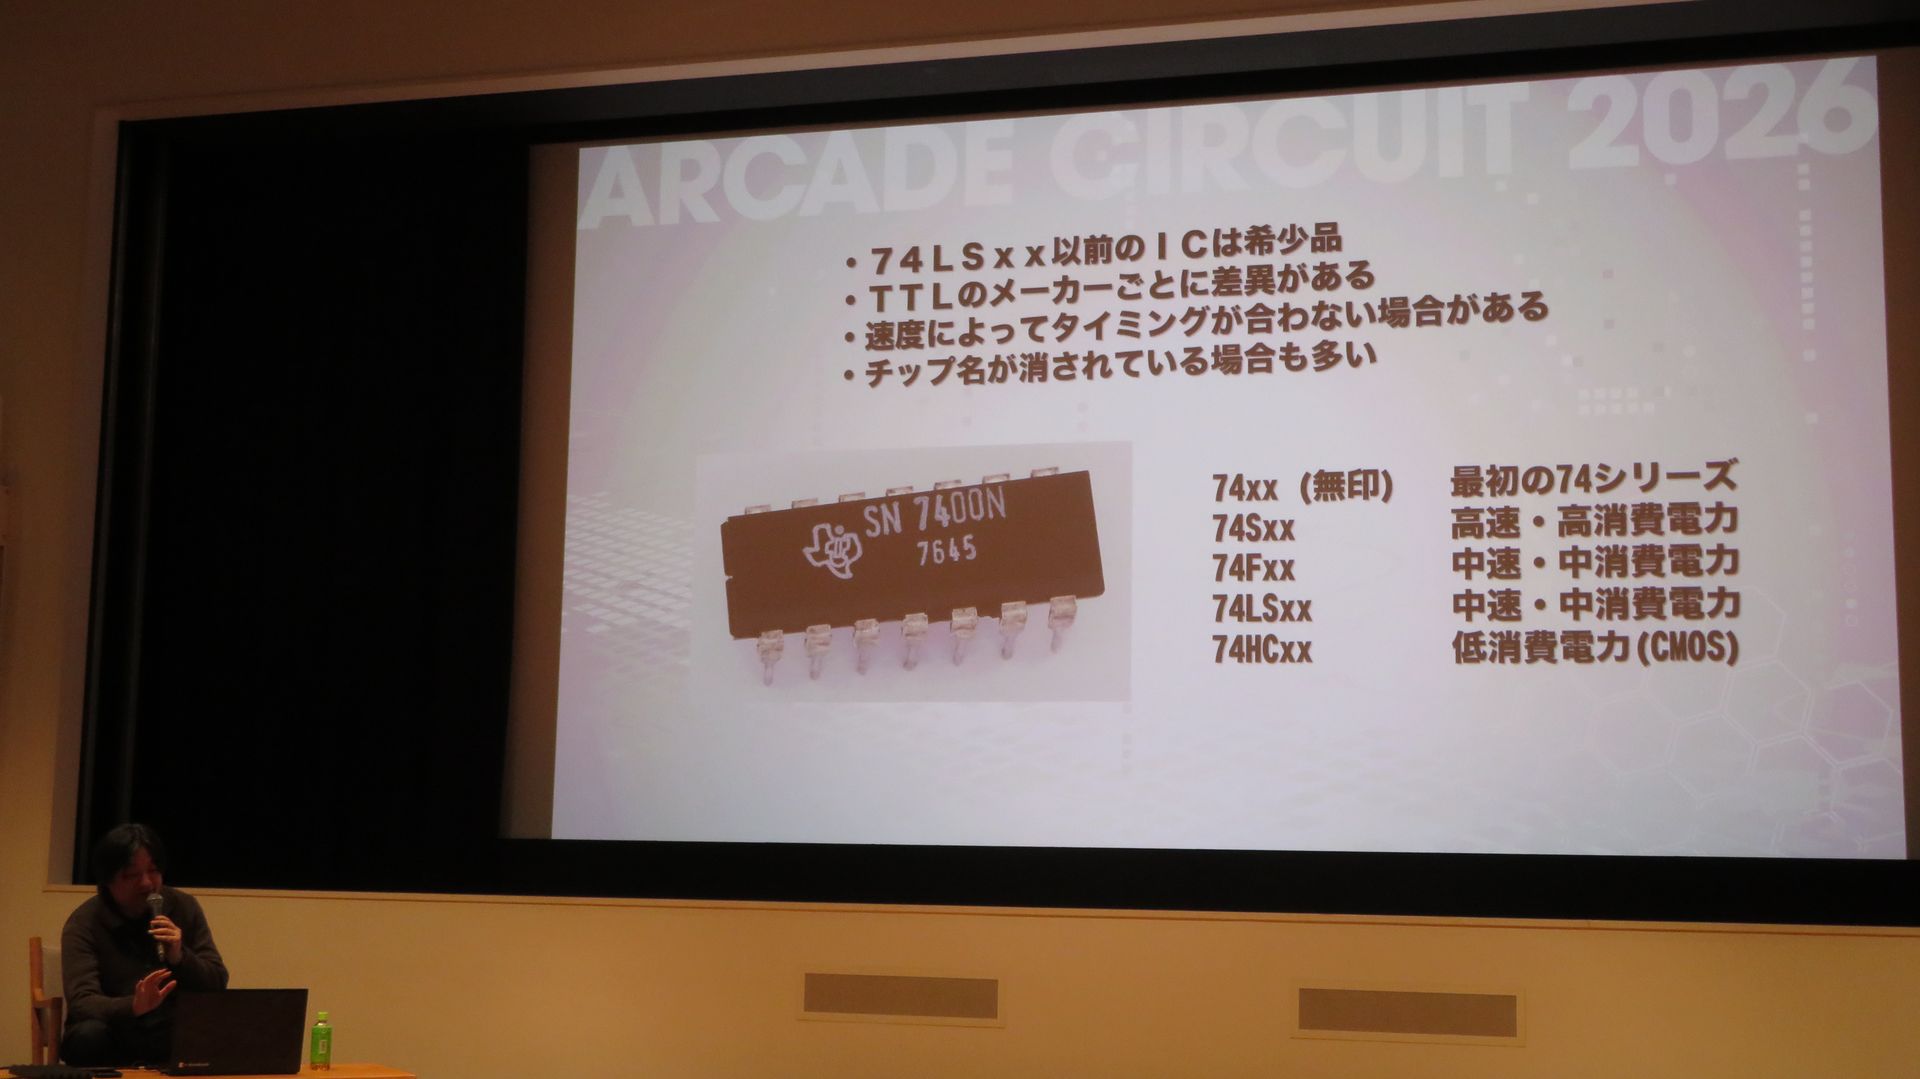 ARCADE CIRCUIT 2026
・７４ＬＳｘｘ以前のＩＣは希少品
・ＴＴＬのメーカーごとに差異がある
・速度によってタイミングが合わない場合がある
・チップ名が消されている場合も多い
SN 7400N
7645
74xx (無印) 最初の74シリーズ
74Sxx 高速・高消費電力
74Fxx 中速・中消費電力
74LSxx 中速・中消費電力
74HCxx 低消費電力(CMOS)